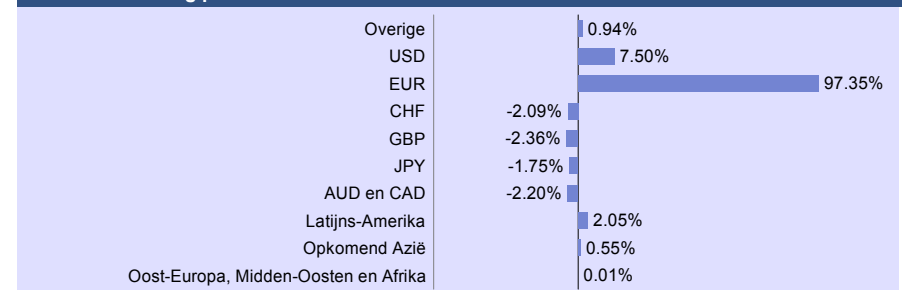 Overige 0.94%
USD 7.50%
EUR 97.35%
CHF -2.09%
GBP -2.36%
JPY -1.75%
AUD en CAD -2.20%
Latijns-Amerika 2.05%
Opkomend Azië 0.55%
Oost-Europa, Midden-Oosten en Afrika 0.01%